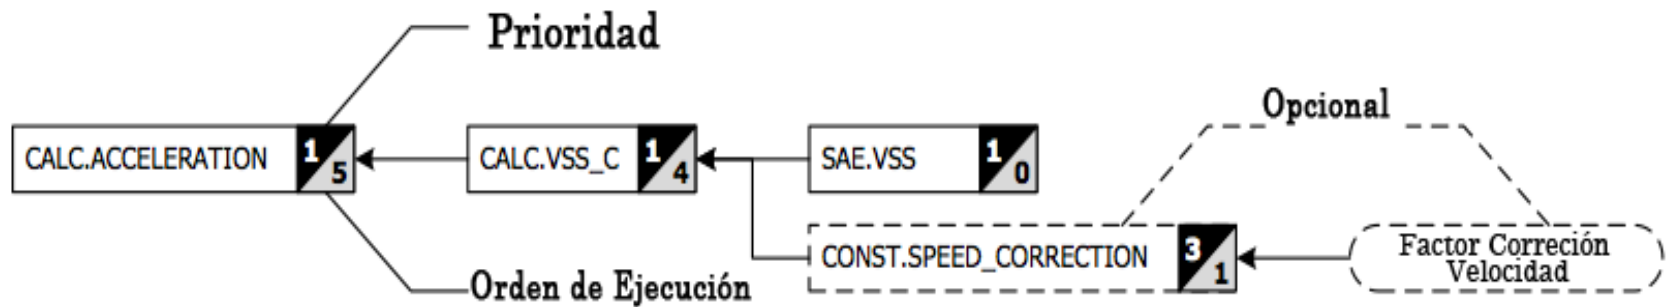 Prioridad
Opcional
CALC.ACCELERATION 1 5
CALC.VSS_C 1 4
SAE.VSS 1 0
CONST.SPEED_CORRECTION 3 1
Factor Correción
Velocidad
Orden de Ejecución